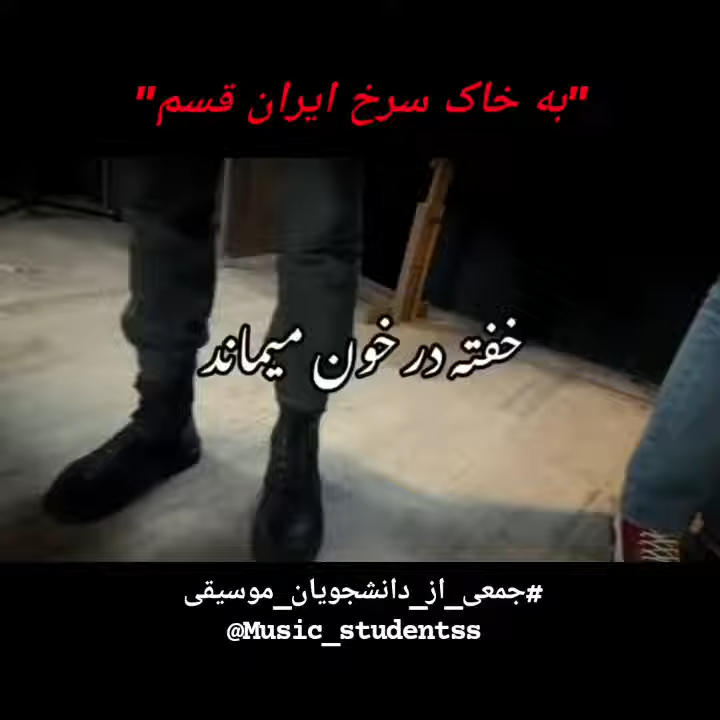 "به خاک سرخ ایران قسم"
خفته در خون میماند
#جمعی_از_دانشجویان_موسیقی
@Music_studentss